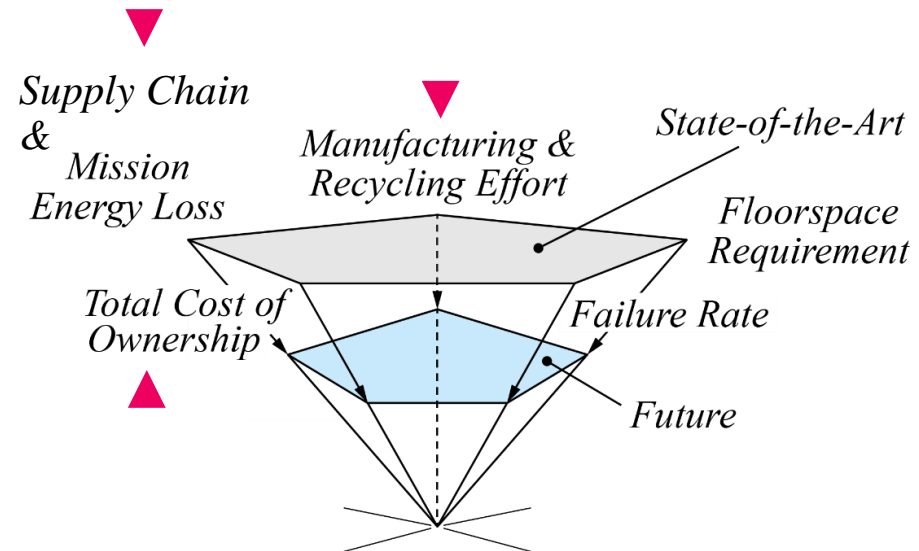 Supply Chain
&
Mission
Energy Loss
Manufacturing &
Recycling Effort
State-of-the-Art
Floorspace
Requirement
Total Cost of
Ownership
Failure Rate
Future